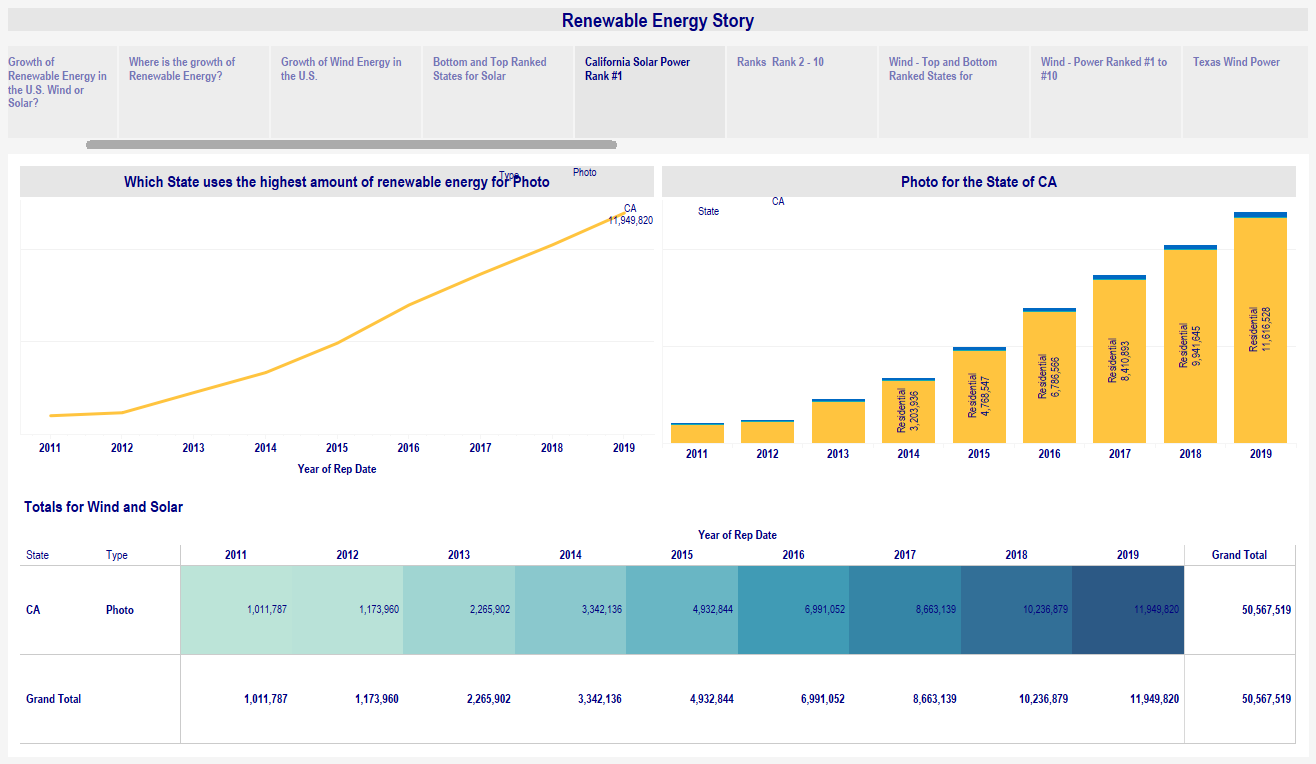 Renewable Energy Story
Growth of
Renewable Energy in
the U.S. Wind or
Solar?
Where is the growth of
Renewable Energy?
Growth of Wind Energy in
the U.S.
Bottom and Top Ranked
States for Solar
California Solar Power
Rank #1
Ranks  Rank 2 - 10
Wind - Top and Bottom
Ranked States for
Wind - Power Ranked #1 to
#10
Texas Wind Power
Which State uses the highest amount of renewable energy for Photo
Type
Photo
CA
11,949,820
2011 2012 2013 2014 2015 2016 2017 2018 2019
Year of Rep Date
Photo for the State of CA
State
CA
Residential
3,203,936
Residential
4,768,547
Residential
6,786,566
Residential
8,410,893
Residential
9,941,645
Residential
11,616,528
2011 2012 2013 2014 2015 2016 2017 2018 2019
Totals for Wind and Solar
Year of Rep Date
State Type 2011 2012 2013 2014 2015 2016 2017 2018 2019 Grand Total
CA Photo 1,011,787 1,173,960 2,265,902 3,342,136 4,932,844 6,991,052 8,663,139 10,236,879 11,949,820 50,567,519
Grand Total 1,011,787 1,173,960 2,265,902 3,342,136 4,932,844 6,991,052 8,663,139 10,236,879 11,949,820 50,567,519